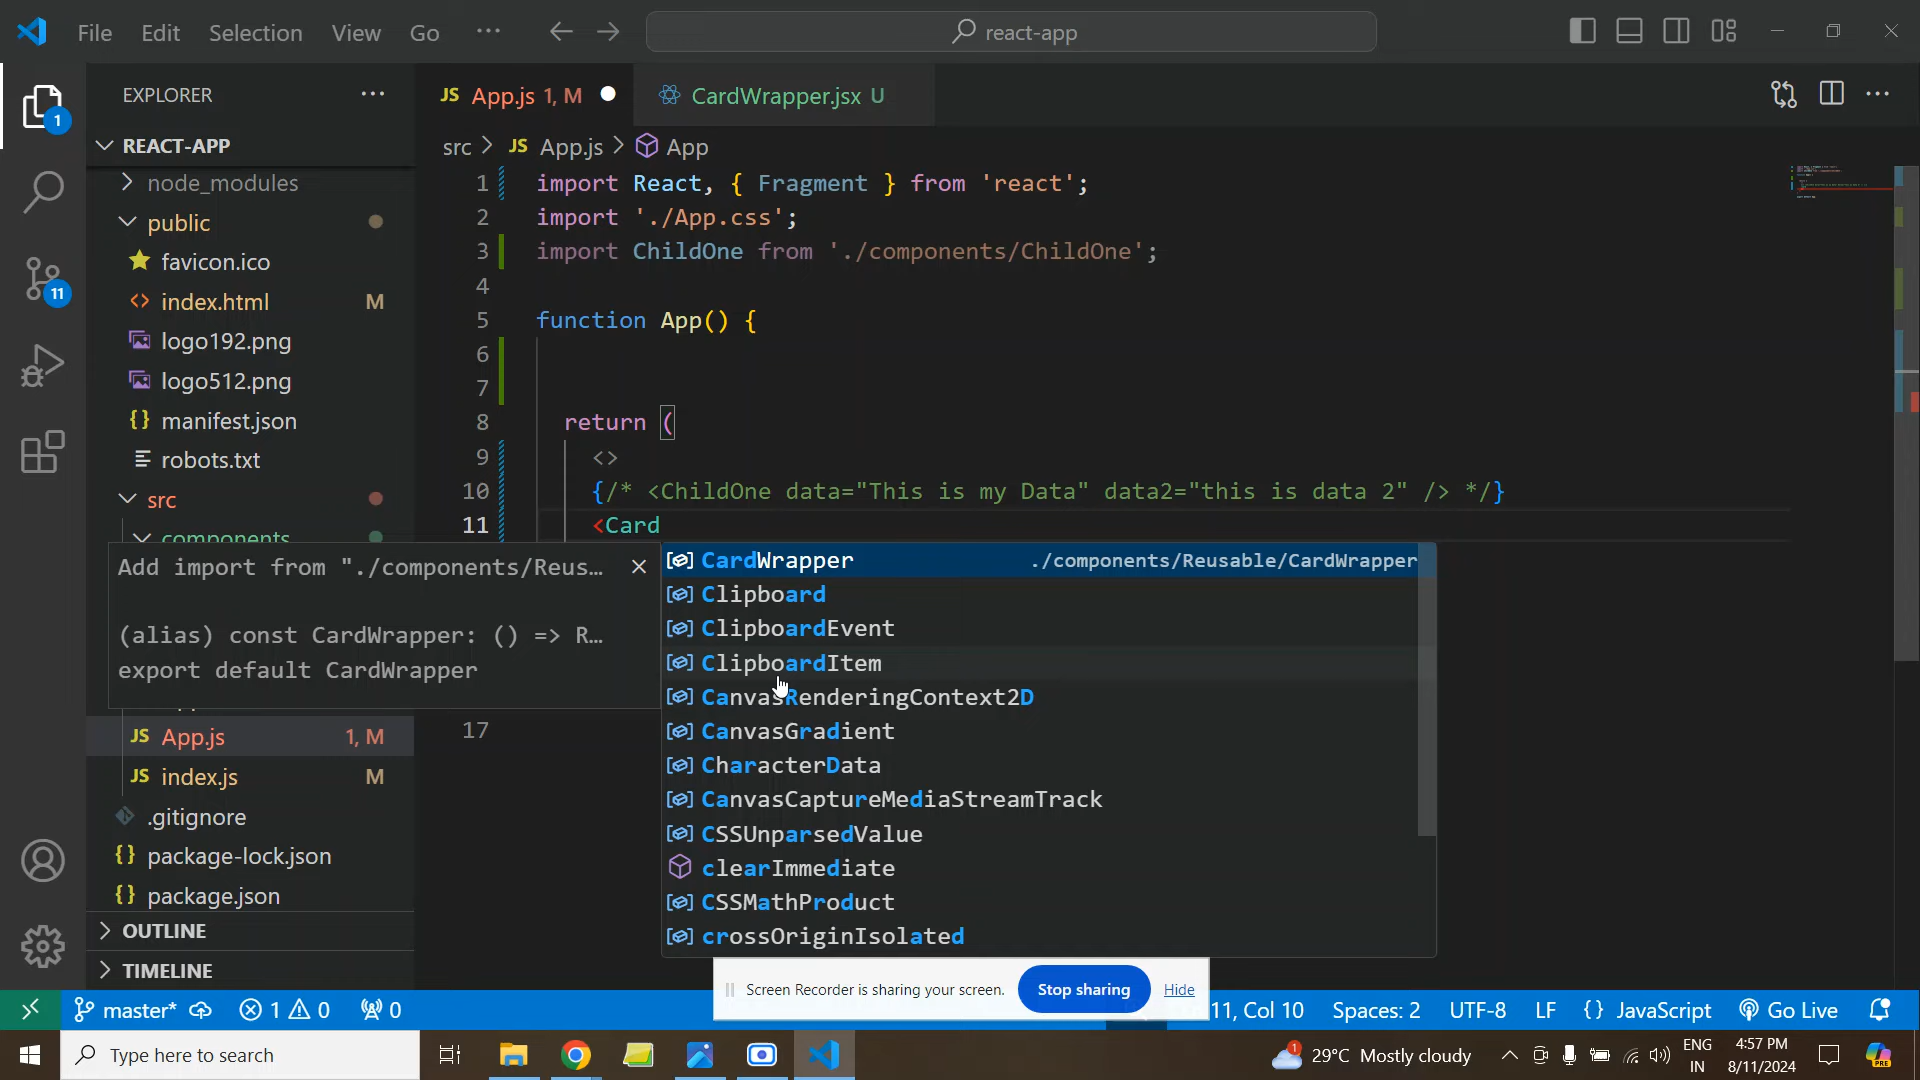 File Edit Selection View Go ··· react-app
EXPLORER ···
REACT-APP
node_modules
public
favicon.ico
index.html M
logo192.png
logo512.png
manifest.json
robots.txt
src
components
App.js 1, M
index.js M
.gitignore
package-lock.json
package.json
OUTLINE
TIMELINE
1
11
JS App.js 1, M
CardWrapper.jsx U
src > JS App.js > App
1 import React, { Fragment } from 'react';
2 import './App.css';
3 import ChildOne from './components/ChildOne';
4
5 function App() {
6
7
8 return (
9 <>
10 {/* <ChildOne data="This is my Data" data2="this is data 2" /> */}
11 <Card
17
Add import from "./components/Reus...
(alias) const CardWrapper: () => R...
export default CardWrapper
CardWrapper ./components/Reusable/CardWrapper
Clipboard
ClipboardEvent
ClipboardItem
CanvasRenderingContext2D
CanvasGradient
CharacterData
CanvasCaptureMediaStreamTrack
CSSUnparsedValue
clearImmediate
CSSMathProduct
crossOriginIsolated
Screen Recorder is sharing your screen. Stop sharing Hide
master* 1 0 0 11, Col 10 Spaces: 2 UTF-8 LF {} JavaScript Go Live
Type here to search
1 29°C Mostly cloudy
ENG
IN
4:57 PM
8/11/2024
PRE